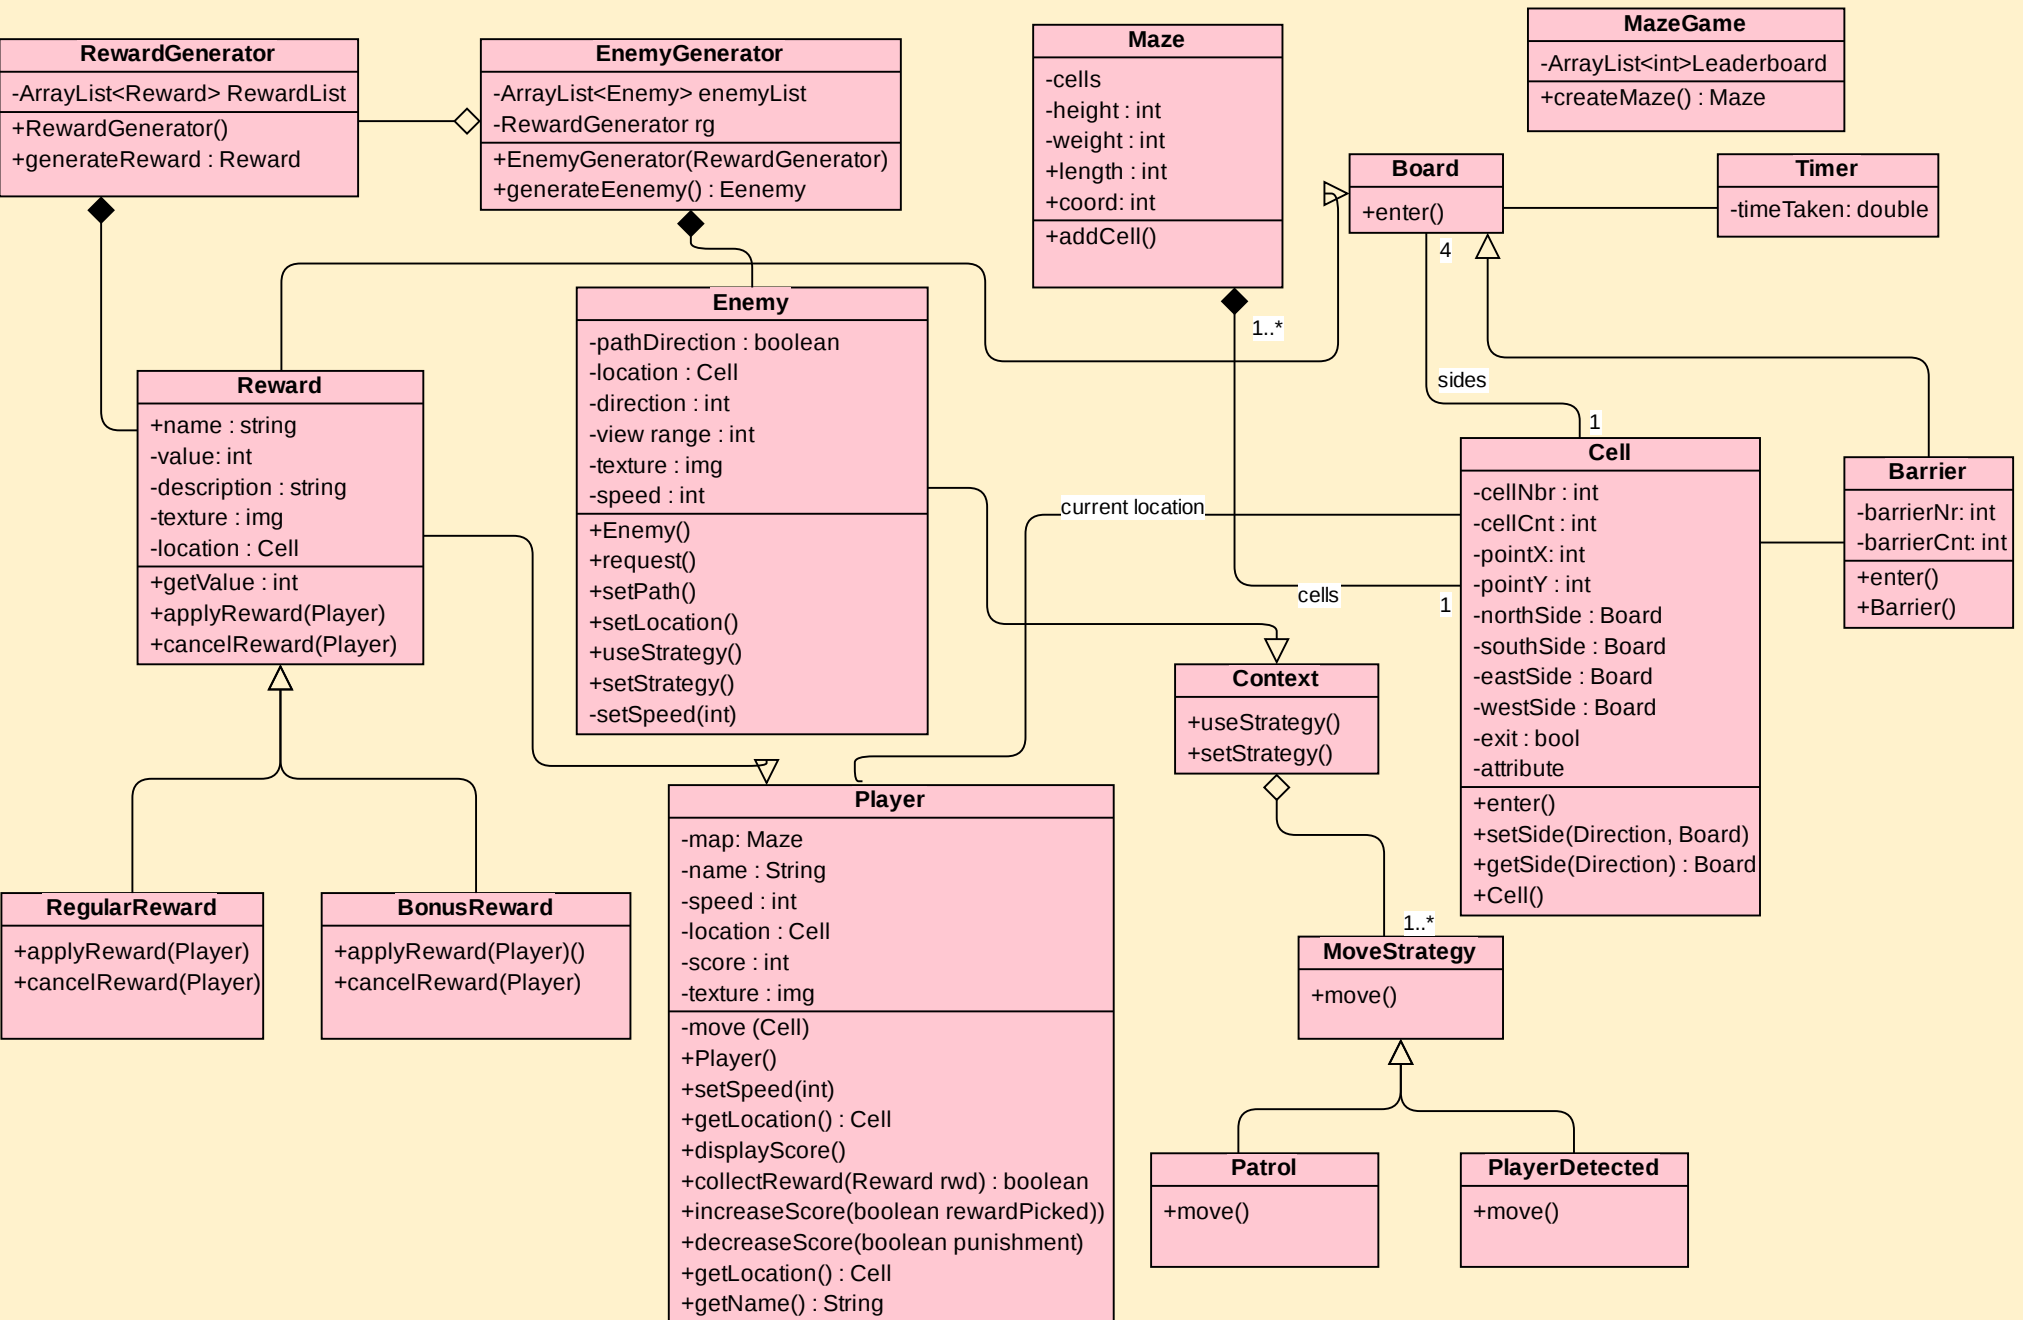 RewardGenerator
-ArrayList<Reward> RewardList
+RewardGenerator()
+generateReward : Reward
EnemyGenerator
-ArrayList<Enemy> enemyList
-RewardGenerator rg
+EnemyGenerator(RewardGenerator)
+generateEenemy() : Eenemy
Maze
-cells
-height : int
-weight : int
+length : int
+coord: int
+addCell()
MazeGame
-ArrayList<int>Leaderboard
+createMaze() : Maze
Board
+enter()
Timer
-timeTaken: double
4
1..*
sides
1
Enemy
-pathDirection : boolean
-location : Cell
-direction : int
-view range : int
-texture : img
-speed : int
+Enemy()
+request()
+setPath()
+setLocation()
+useStrategy()
+setStrategy()
-setSpeed(int)
Reward
+name : string
-value: int
-description : string
-texture : img
-location : Cell
+getValue : int
+applyReward(Player)
+cancelReward(Player)
current location
cells
1
Cell
-cellNbr : int
-cellCnt : int
-pointX: int
-pointY : int
-northSide : Board
-southSide : Board
-eastSide : Board
-westSide : Board
-exit : bool
-attribute
+enter()
+setSide(Direction, Board)
+getSide(Direction) : Board
+Cell()
Barrier
-barrierNr: int
-barrierCnt: int
+enter()
+Barrier()
Context
+useStrategy()
+setStrategy()
RegularReward
+applyReward(Player)
+cancelReward(Player)
BonusReward
+applyReward(Player)()
+cancelReward(Player)
Player
-map: Maze
-name : String
-speed : int
-location : Cell
-score : int
-texture : img
-move (Cell)
+Player()
+setSpeed(int)
+getLocation() : Cell
+displayScore()
+collectReward(Reward rwd) : boolean
+increaseScore(boolean rewardPicked))
+decreaseScore(boolean punishment)
+getLocation() : Cell
+getName() : String
1..*
MoveStrategy
+move()
Patrol
+move()
PlayerDetected
+move()